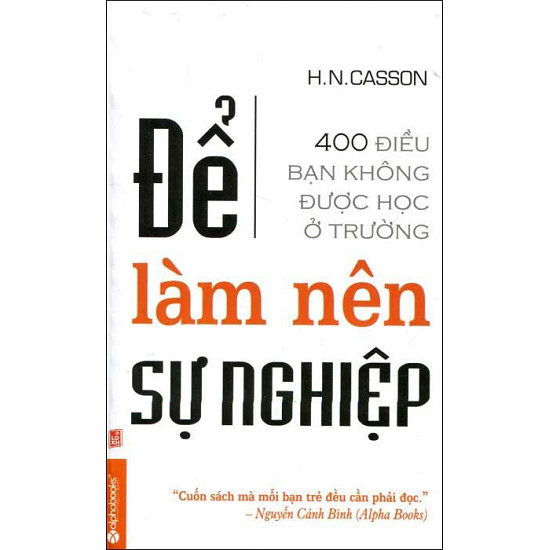 H.N.CASSON
400 ĐIỀU
BẠN KHÔNG
ĐƯỢC HỌC
Ở TRƯỜNG
Để
làm nên
SỰ NGHIỆP
“Cuốn sách mà mỗi bạn trẻ đều cần phải đọc.”
– Nguyễn Cảnh Bình (Alpha Books)
alphabooks